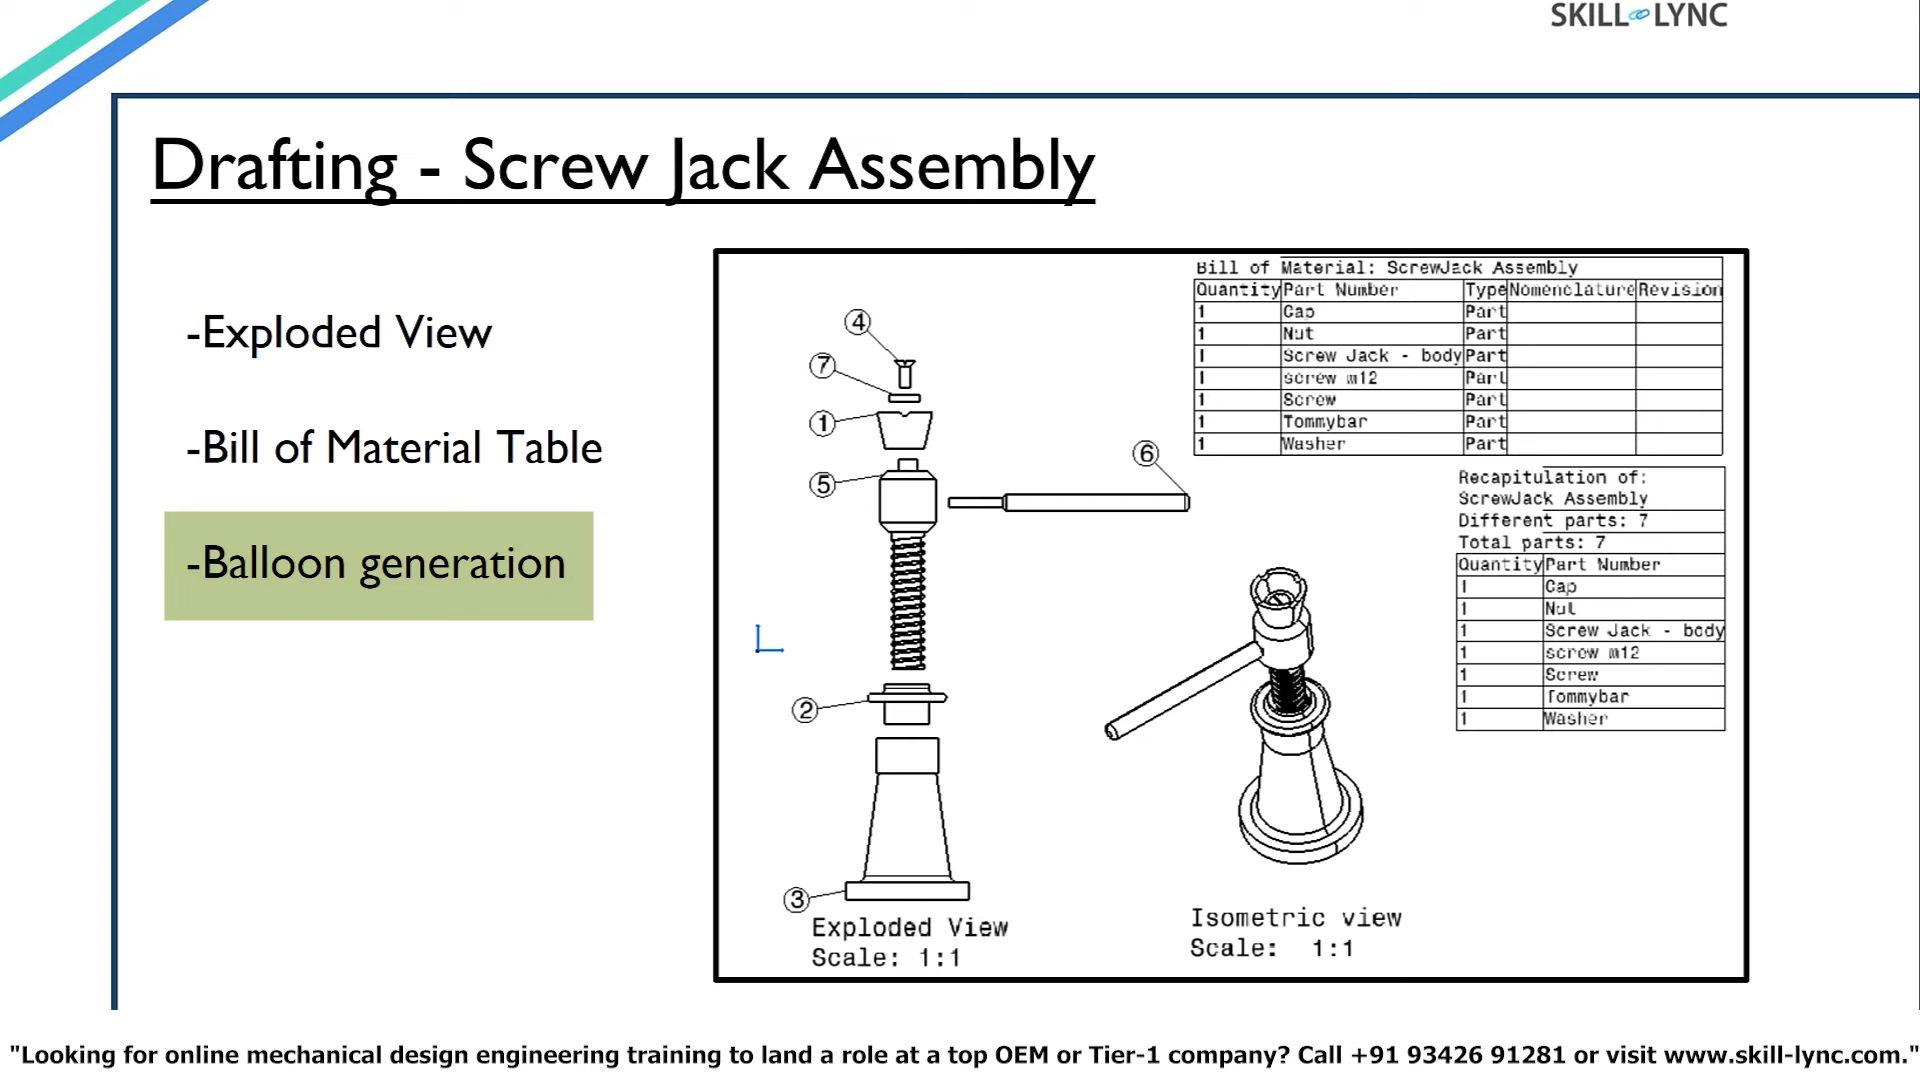 SKILL LYNC
Drafting - Screw Jack Assembly
-Exploded View
-Bill of Material Table
-Balloon generation
4
7
1
5
6
2
3
Exploded View
Scale: 1:1
Isometric view
Scale: 1:1
Bill of Material: ScrewJack Assembly
Quantity Part Number Type Nomenclature Revision
1 Cap Part
1 Nut Part
1 Screw Jack - body Part
1 screw m12 Part
1 Screw Part
1 Tommybar Part
1 Washer Part
Recapitulation of:
ScrewJack Assembly
Different parts: 7
Total parts: 7
Quantity Part Number
1 Cap
1 Nut
1 Screw Jack - body
1 screw m12
1 Screw
1 Tommybar
1 Washer
"Looking for online mechanical design engineering training to land a role at a top OEM or Tier-1 company? Call +91 93426 91281 or visit www.skill-lync.com."